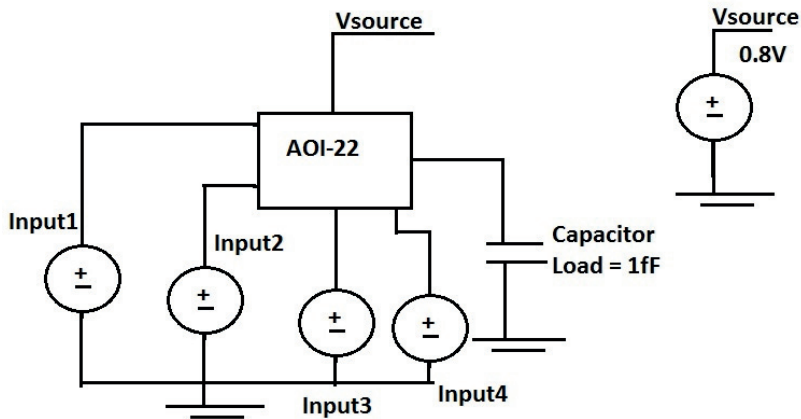 Vsource
Vsource
0.8V
+
AOI-22
Input1
Input2
Capacitor
Load = 1fF
+
+
+
+
Input3
Input4